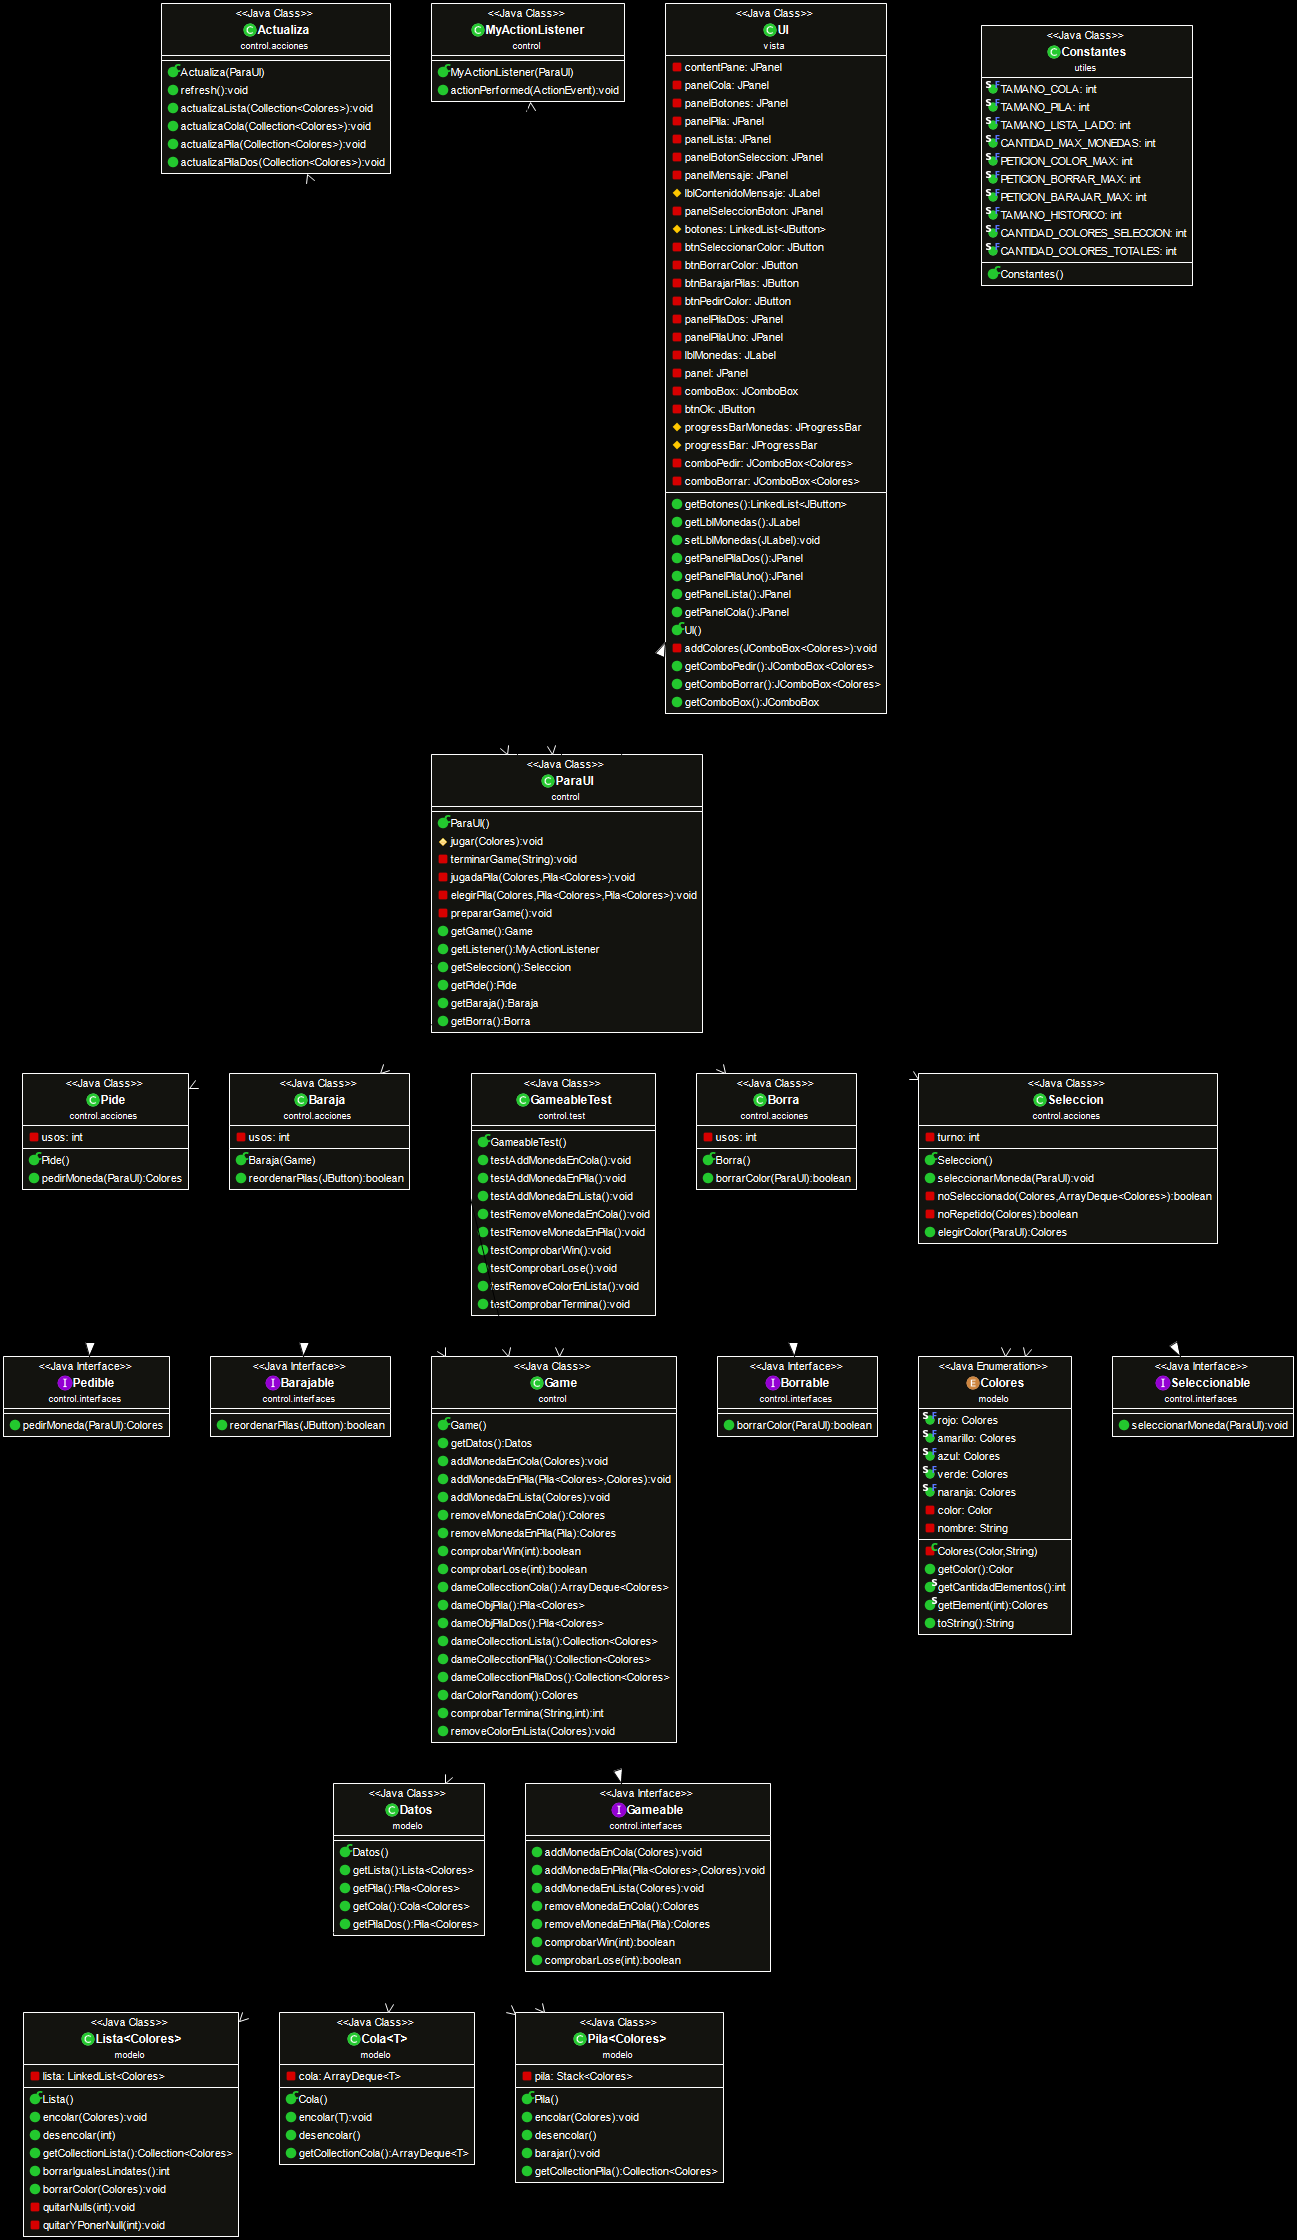 <<Java Class>>
Actualiza
control.acciones
Actualiza(ParaUI)
refresh():void
actualizaLista(Collection<Colores>):void
actualizaCola(Collection<Colores>):void
actualizaPila(Collection<Colores>):void
actualizaPilaDos(Collection<Colores>):void
<<Java Class>>
MyActionListener
control
MyActionListener(ParaUI)
actionPerformed(ActionEvent):void
<<Java Class>>
UI
vista
contentPane: JPanel
panelCola: JPanel
panelBotones: JPanel
panelPila: JPanel
panelLista: JPanel
panelBotonSeleccion: JPanel
panelMensaje: JPanel
lblContenidoMensaje: JLabel
panelSeleccionBoton: JPanel
botones: LinkedList<JButton>
btnSeleccionarColor: JButton
btnBorrarColor: JButton
btnBarajarPilas: JButton
btnPedirColor: JButton
panelPilaDos: JPanel
panelPilaUno: JPanel
lblMonedas: JLabel
panel: JPanel
comboBox: JComboBox
btnOk: JButton
progressBarMonedas: JProgressBar
progressBar: JProgressBar
comboPedir: JComboBox<Colores>
comboBorrar: JComboBox<Colores>
getBotones():LinkedList<JButton>
getLblMonedas():JLabel
setLblMonedas(JLabel):void
getPanelPilaDos():JPanel
getPanelPilaUno():JPanel
getPanelLista():JPanel
getPanelCola():JPanel
UI()
addColores(JComboBox<Colores>):void
getComboPedir():JComboBox<Colores>
getComboBorrar():JComboBox<Colores>
getComboBox():JComboBox
<<Java Class>>
Constantes
utiles
TAMANO_COLA: int
TAMANO_PILA: int
TAMANO_LISTA_LADO: int
CANTIDAD_MAX_MONEDAS: int
PETICION_COLOR_MAX: int
PETICION_BORRAR_MAX: int
PETICION_BARAJAR_MAX: int
TAMANO_HISTORICO: int
CANTIDAD_COLORES_SELECCION: int
CANTIDAD_COLORES_TOTALES: int
Constantes()
<<Java Class>>
ParaUI
control
ParaUI()
jugar(Colores):void
terminarGame(String):void
jugadaPila(Colores,Pila<Colores>):void
elegirPila(Colores,Pila<Colores>,Pila<Colores>):void
prepararGame():void
getGame():Game
getListener():MyActionListener
getSeleccion():Seleccion
getPide():Pide
getBaraja():Baraja
getBorra():Borra
<<Java Class>>
Pide
control.acciones
usos: int
Pide()
pedirMoneda(ParaUI):Colores
<<Java Class>>
Baraja
control.acciones
usos: int
Baraja(Game)
reordenarPilas(JButton):boolean
<<Java Class>>
GameableTest
control.test
GameableTest()
testAddMonedaEnCola():void
testAddMonedaEnPila():void
testAddMonedaEnLista():void
testRemoveMonedaEnCola():void
testRemoveMonedaEnPila():void
testComprobarWin():void
testComprobarLose():void
testRemoveColorEnLista():void
testComprobarTermina():void
<<Java Class>>
Borra
control.acciones
usos: int
Borra()
borrarColor(ParaUI):boolean
<<Java Class>>
Seleccion
control.acciones
turno: int
Seleccion()
seleccionarMoneda(ParaUI):void
noSeleccionado(Colores,ArrayDeque<Colores>):boolean
noRepetido(Colores):boolean
elegirColor(ParaUI):Colores
<<Java Interface>>
Pedible
control.interfaces
pedirMoneda(ParaUI):Colores
<<Java Interface>>
Barajable
control.interfaces
reordenarPilas(JButton):boolean
<<Java Class>>
Game
control
Game()
getDatos():Datos
addMonedaEnCola(Colores):void
addMonedaEnPila(Pila<Colores>,Colores):void
addMonedaEnLista(Colores):void
removeMonedaEnCola():Colores
removeMonedaEnPila(Pila):Colores
comprobarWin(int):boolean
comprobarLose(int):boolean
dameCollecctionCola():ArrayDeque<Colores>
dameObjPila():Pila<Colores>
dameObjPilaDos():Pila<Colores>
dameCollecctionLista():Collection<Colores>
dameCollecctionPila():Collection<Colores>
dameCollecctionPilaDos():Collection<Colores>
darColorRandom():Colores
comprobarTermina(String,int):int
removeColorEnLista(Colores):void
<<Java Interface>>
Borrable
control.interfaces
borrarColor(ParaUI):boolean
<<Java Enumeration>>
Colores
modelo
rojo: Colores
amarillo: Colores
azul: Colores
verde: Colores
naranja: Colores
color: Color
nombre: String
Colores(Color,String)
getColor():Color
getCantidadElementos():int
getElement(int):Colores
toString():String
<<Java Interface>>
Seleccionable
control.interfaces
seleccionarMoneda(ParaUI):void
<<Java Class>>
Datos
modelo
Datos()
getLista():Lista<Colores>
getPila():Pila<Colores>
getCola():Cola<Colores>
getPilaDos():Pila<Colores>
<<Java Interface>>
Gameable
control.interfaces
addMonedaEnCola(Colores):void
addMonedaEnPila(Pila<Colores>,Colores):void
addMonedaEnLista(Colores):void
removeMonedaEnCola():Colores
removeMonedaEnPila(Pila):Colores
comprobarWin(int):boolean
comprobarLose(int):boolean
<<Java Class>>
Lista<Colores>
modelo
lista: LinkedList<Colores>
Lista()
encolar(Colores):void
desencolar(int)
getCollectionLista():Collection<Colores>
borrarIgualesLindates():int
borrarColor(Colores):void
quitarNulls(int):void
quitarYPonerNull(int):void
<<Java Class>>
Cola<T>
modelo
cola: ArrayDeque<T>
Cola()
encolar(T):void
desencolar()
getCollectionCola():ArrayDeque<T>
<<Java Class>>
Pila<Colores>
modelo
pila: Stack<Colores>
Pila()
encolar(Colores):void
desencolar()
barajar():void
getCollectionPila():Collection<Colores>